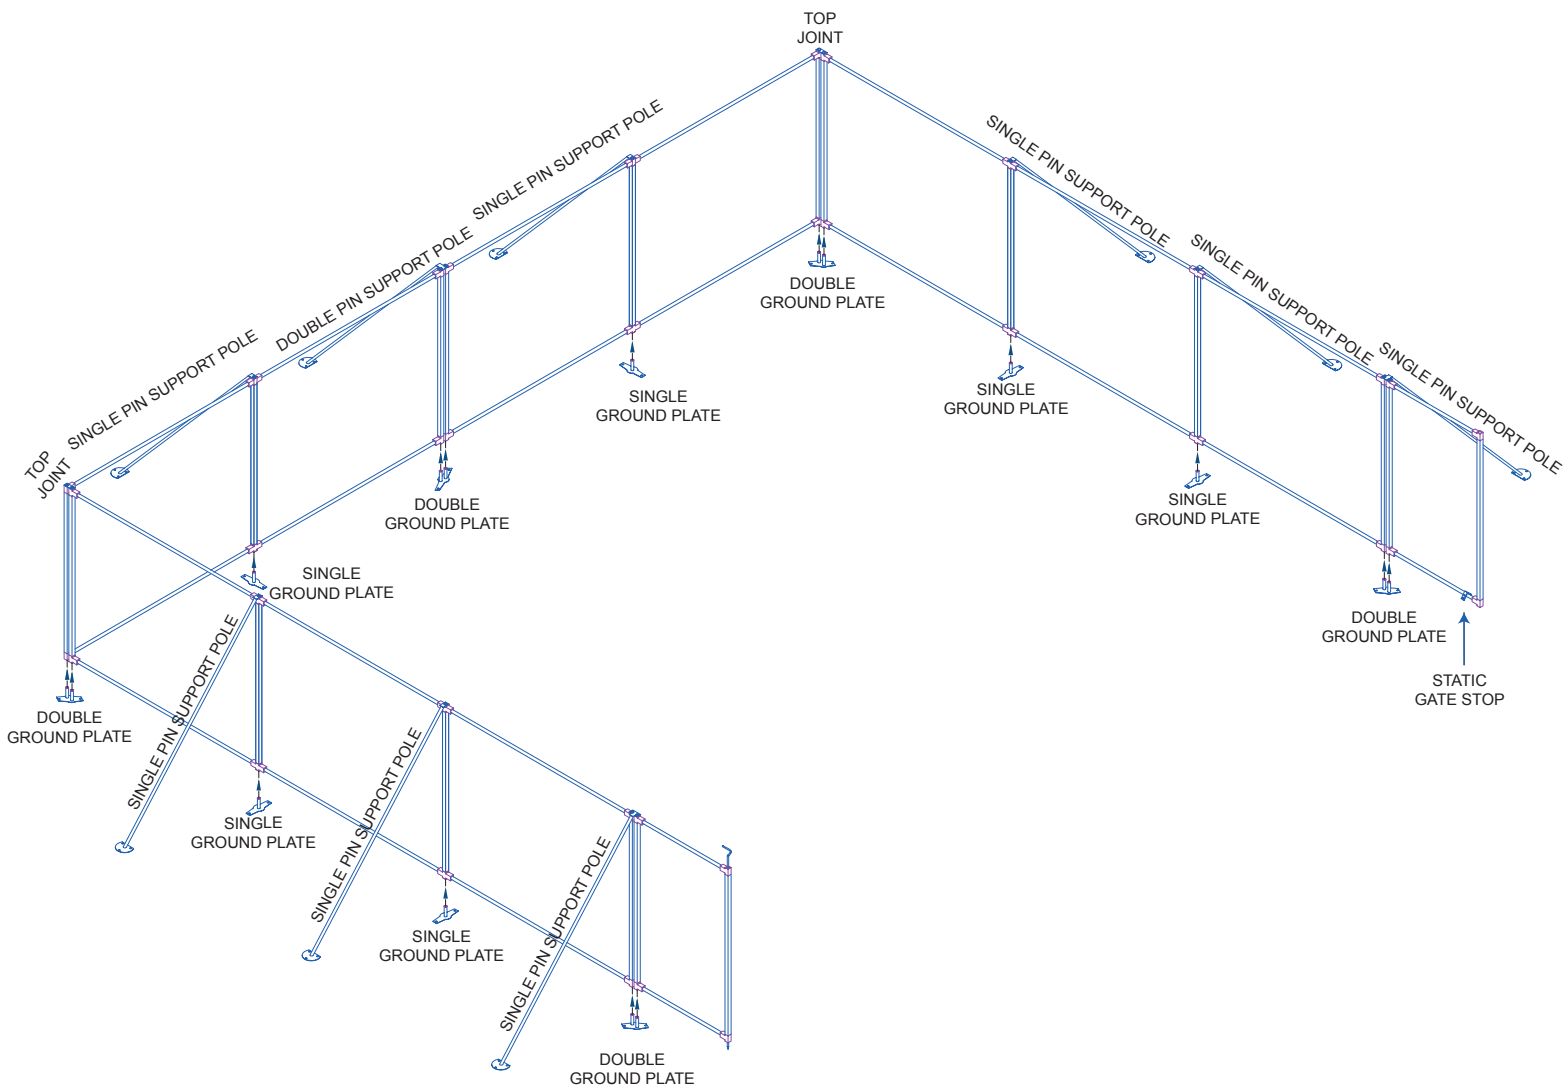 TOP
JOINT
SINGLE PIN SUPPORT POLE
DOUBLE PIN SUPPORT POLE
SINGLE PIN SUPPORT POLE
TOP
JOINT
SINGLE PIN SUPPORT POLE
SINGLE PIN SUPPORT POLE
SINGLE PIN SUPPORT POLE
DOUBLE
GROUND PLATE
SINGLE
GROUND PLATE
SINGLE
GROUND PLATE
DOUBLE
GROUND PLATE
SINGLE
GROUND PLATE
SINGLE
GROUND PLATE
DOUBLE
GROUND PLATE
STATIC
GATE STOP
SINGLE PIN SUPPORT POLE
DOUBLE
GROUND PLATE
SINGLE
GROUND PLATE
SINGLE PIN SUPPORT POLE
SINGLE
GROUND PLATE
SINGLE PIN SUPPORT POLE
DOUBLE
GROUND PLATE